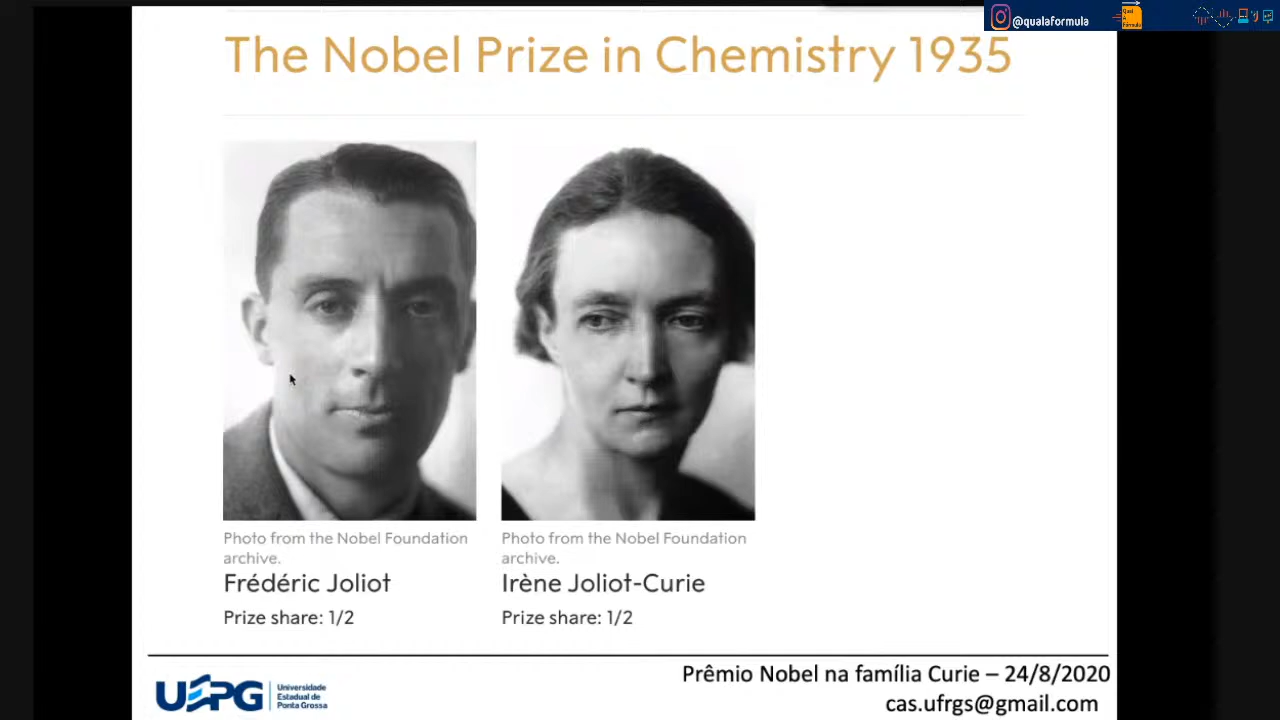 @qualaformula
Qual
a
Fórmula
The Nobel Prize in Chemistry 1935
Photo from the Nobel Foundation
archive.
Frédéric Joliot
Prize share: 1/2
Photo from the Nobel Foundation
archive.
Irène Joliot-Curie
Prize share: 1/2
UEPG
Universidade
Estadual de
Ponta Grossa
Prêmio Nobel na família Curie – 24/8/2020
cas.ufrgs@gmail.com